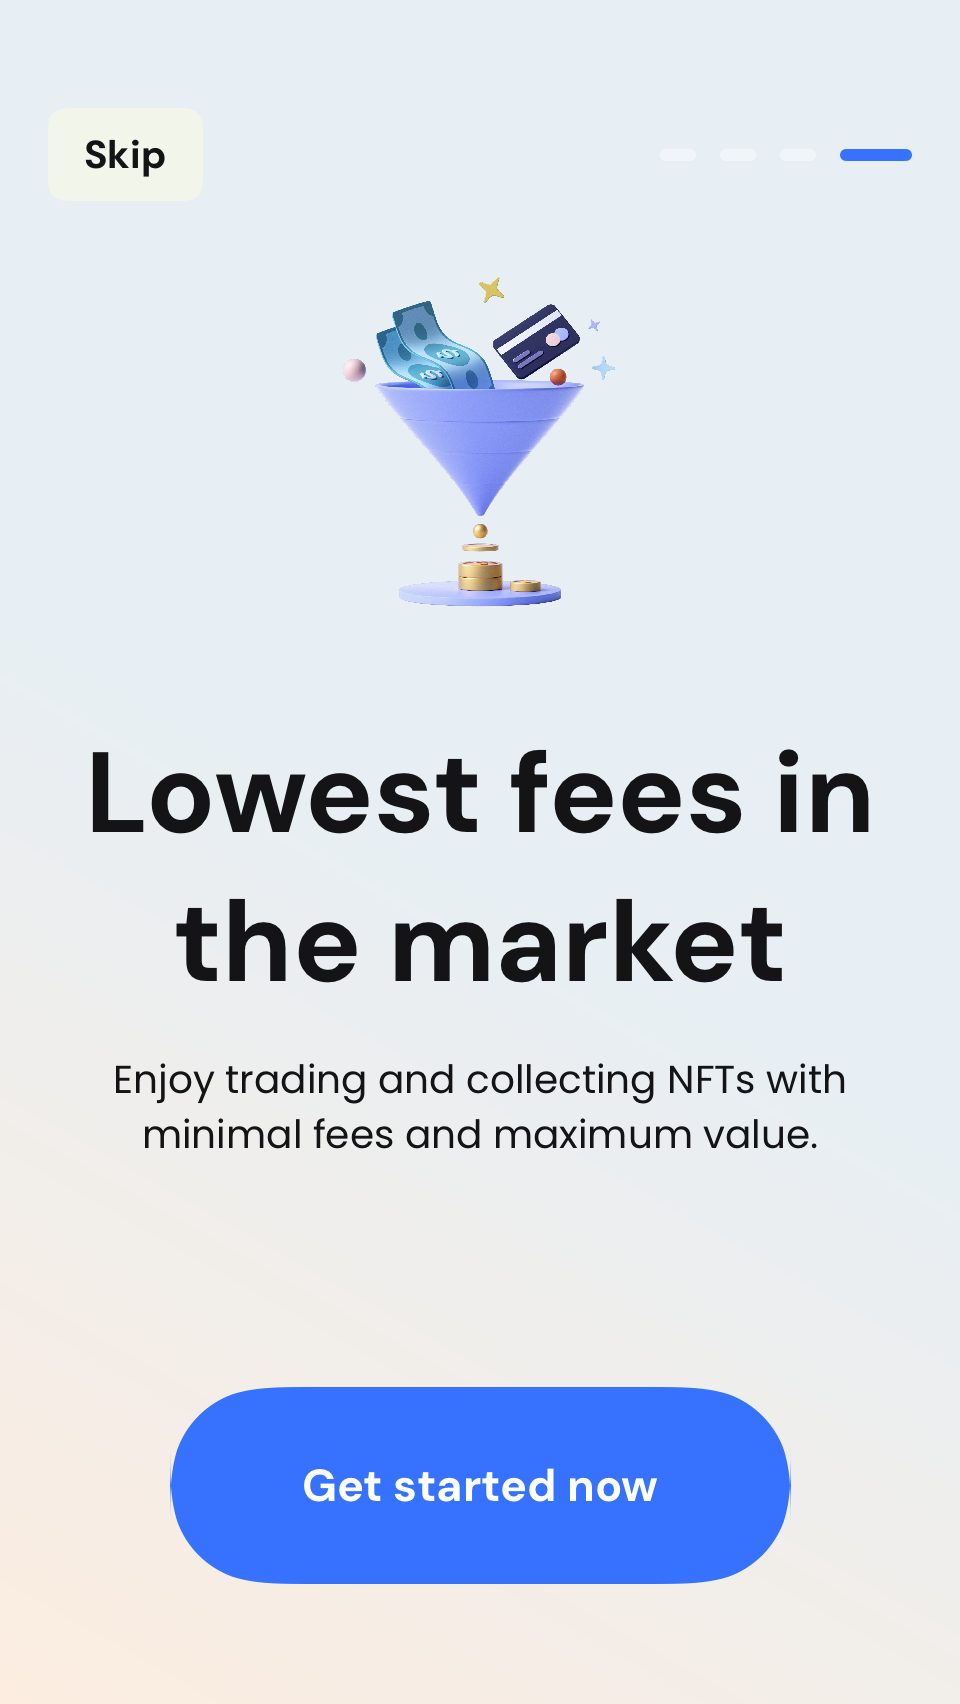 Skip
Lowest fees in
the market
Enjoy trading and collecting NFTs with
minimal fees and maximum value.
Get started now